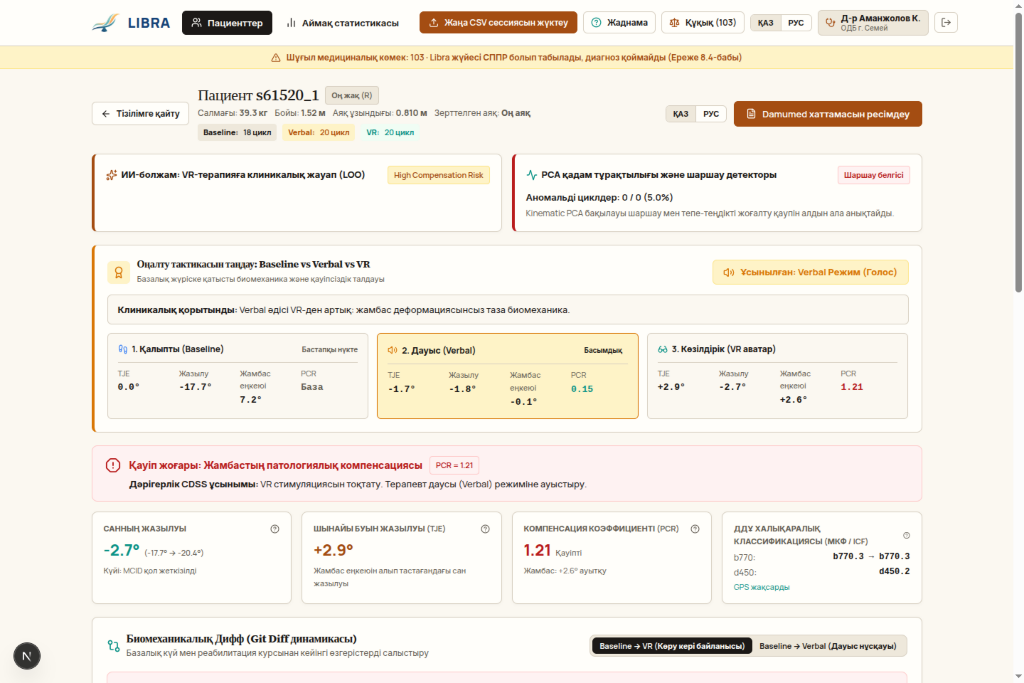 LIBRA
Пациенттер
Аймақ статистикасы
Жаңа CSV сессиясын жүктеу
Жаднама
Құқық (103)
ҚАЗ
РУС
Д-р Аманжолов К.
ОДБ г. Семей
Шұғыл медициналық көмек: 103 · Libra жүйесі СППР болып табылады, диагноз қоймайды (Ереже 8.4-бабы)
← Тізілімге қайту
Пациент s61520_1
Оң жақ (R)
Салмағы: 39.3 кг Бойы: 1.52 м Аяқ ұзындығы: 0.810 м Зерттелген аяқ: Оң аяқ
Baseline: 18 цикл
Verbal: 20 цикл
VR: 20 цикл
ҚАЗ
РУС
Damumed хаттамасын ресімдеу
ИИ-болжам: VR-терапияға клиникалық жауап (LOO)
High Compensation Risk
PCA қадам тұрақтылығы және шаршау детекторы
Шаршау белгісі
Аномальді циклдер: 0 / 0 (5.0%)
Kinematic PCA бақылауы шаршау мен тепе-теңдікті жоғалту қаупін алдын ала анықтайды.
Оңалту тактикасын таңдау: Baseline vs Verbal vs VR
Базалық жүріске қатысты биомеханика және қауіпсіздік талдауы
Ұсынылған: Verbal Режим (Голос)
Клиникалық қорытынды: Verbal әдісі VR-ден артық: жамбас деформациясынсыз таза биомеханика.
1. Қалыпты (Baseline)
Бастапқы нүкте
TJE
0.0°
Жазылу
-17.7°
Жамбас еңкеюі
7.2°
PCR
База
2. Дауыс (Verbal)
Басымдық
TJE
-1.7°
Жазылу
-1.8°
Жамбас еңкеюі
-0.1°
PCR
0.15
3. Көзілдірік (VR аватар)
TJE
+2.9°
Жазылу
-2.7°
Жамбас еңкеюі
+2.6°
PCR
1.21
Қауіп жоғары: Жамбастың патологиялық компенсациясы
PCR = 1.21
Дәрігерлік CDSS ұсынымы: VR стимуляциясын тоқтату. Терапевт даусы (Verbal) режиміне ауыстыру.
САННЫҢ ЖАЗЫЛУЫ
-2.7° (-17.7° → -20.4°)
Күйі: MCID қол жеткізілді
ШЫНАЙЫ БУЫН ЖАЗЫЛУЫ (TJE)
+2.9°
Жамбас еңкеюін алып тастағандағы сан
жазылуы
КОМПЕНСАЦИЯ КОЭФФИЦИЕНТІ (PCR)
1.21 Қауіпті
Жамбас: +2.6° ауытқу
ДДҰ ХАЛЫҚАРАЛЫҚ
КЛАССИФИКАЦИЯСЫ (МКФ / ICF)
b770: b770.3 → b770.3
d450: d450.2
GPS жақсарды
Биомеханикалық Дифф (Git Diff динамикасы)
Базалық күй мен реабилитация курсынан кейінгі өзгерістерді салыстыру
Baseline → VR (Көру кері байланысы)
Baseline → Verbal (Дауыс нұсқауы)
N